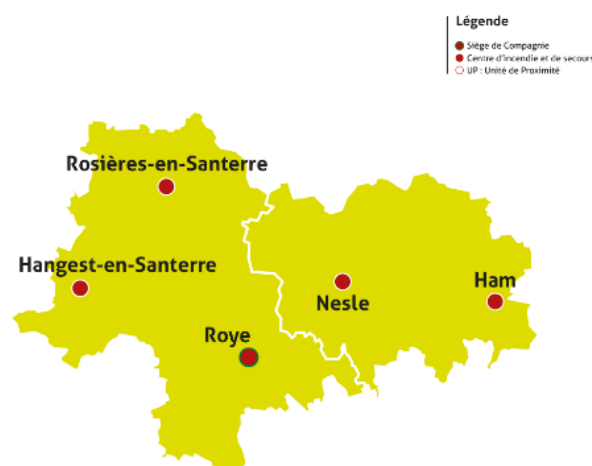 Légende
Siège de Compagnie
Centre d'incendie et de secours
UP : Unité de Proximité
Rosières-en-Santerre
Hangest-en-Santerre
Ham
Nesle
Roye